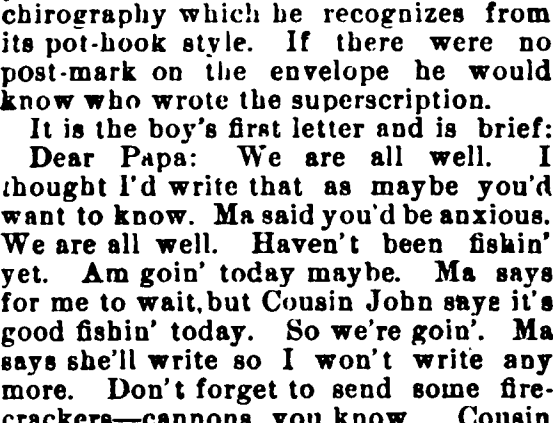 chirography which he recognizes from
its pot-hook style. If there were no
post-mark on the envelope he would
know who wrote the superscription.
It is the boy's first letter and is brief:
Dear Papa: We are all well. I
thought I'd write that as maybe you'd
want to know. Ma said you'd be anxious.
We are all well. Haven't been fishin'
yet. Am goin' today maybe. Ma says
for me to wait, but Cousin John says it's
good fishin' today. So we're goin'. Ma
says she'll write so I won't write any
more. Don't forget to send some fire-
crackers—cannons you know. Cousin